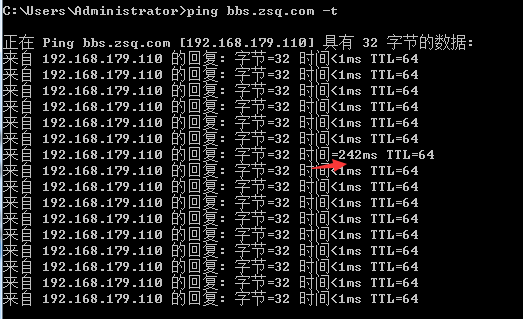 C:\Users\Administrator>ping bbs.zsq.com -t
正在 Ping bbs.zsq.com [192.168.179.110] 具有 32 字节的数据:
来自 192.168.179.110 的回复: 字节=32 时间<1ms TTL=64
来自 192.168.179.110 的回复: 字节=32 时间<1ms TTL=64
来自 192.168.179.110 的回复: 字节=32 时间<1ms TTL=64
来自 192.168.179.110 的回复: 字节=32 时间<1ms TTL=64
来自 192.168.179.110 的回复: 字节=32 时间<1ms TTL=64
来自 192.168.179.110 的回复: 字节=32 时间<1ms TTL=64
来自 192.168.179.110 的回复: 字节=32 时间=242ms TTL=64
来自 192.168.179.110 的回复: 字节=32 时间<1ms TTL=64
来自 192.168.179.110 的回复: 字节=32 时间<1ms TTL=64
来自 192.168.179.110 的回复: 字节=32 时间<1ms TTL=64
来自 192.168.179.110 的回复: 字节=32 时间<1ms TTL=64
来自 192.168.179.110 的回复: 字节=32 时间<1ms TTL=64
来自 192.168.179.110 的回复: 字节=32 时间<1ms TTL=64
来自 192.168.179.110 的回复: 字节=32 时间<1ms TTL=64
来自 192.168.179.110 的回复: 字节=32 时间<1ms TTL=64
来自 192.168.179.110 的回复: 字节=32 时间<1ms TTL=64